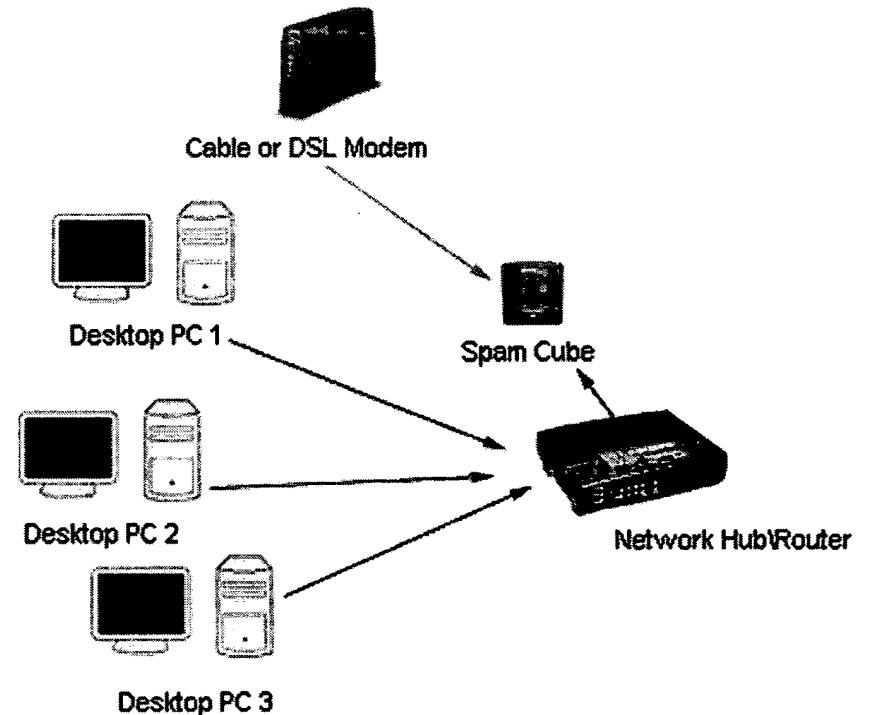 Cable or DSL Modem
Desktop PC 1
Spam Cube
Desktop PC 2
Network Hub\Router
Desktop PC 3